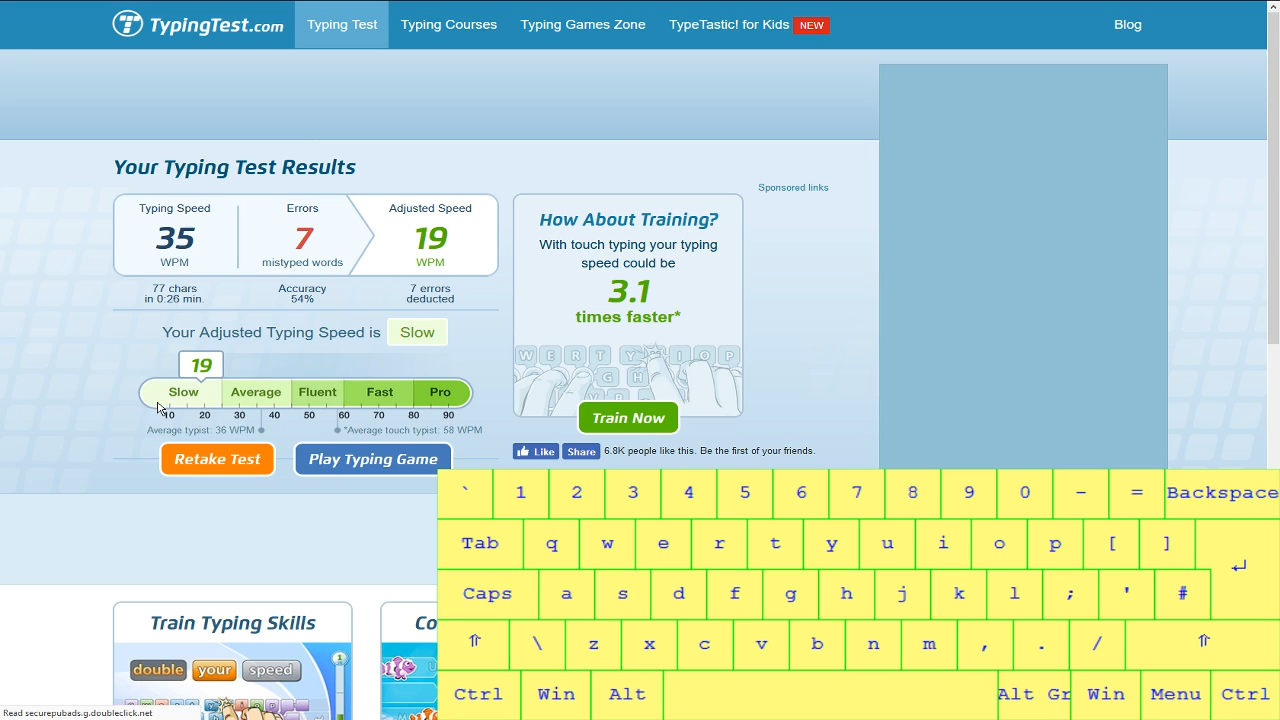 TypingTest.com Typing Test Typing Courses Typing Games Zone TypeTastic! for Kids NEW Blog
Your Typing Test Results
Sponsored links
Typing Speed Errors Adjusted Speed
35 7 19
WPM mistyped words WPM
77 chars Accuracy 7 errors
in 0:26 min. 54% deducted
Your Adjusted Typing Speed is Slow
19
Slow Average Fluent Fast Pro
10 20 30 40 50 60 70 80 90
Average typist: 36 WPM *Average touch typist: 58 WPM
Retake Test Play Typing Game
How About Training?
With touch typing your typing
speed could be
3.1
times faster*
W E R T Y I O P
G H
V B
Train Now
Like Share 6.8K people like this. Be the first of your friends.
Train Typing Skills Co
double your speed
1
` 1 2 3 4 5 6 7 8 9 0 - = Backspace
Tab q w e r t y u i o p [ ] ↵
Caps a s d f g h j k l ; ' #
⇑ \ z x c v b n m , . / ⇑
Ctrl Win Alt Alt Gr Win Menu Ctrl
Read securepubads.g.doubleclick.net